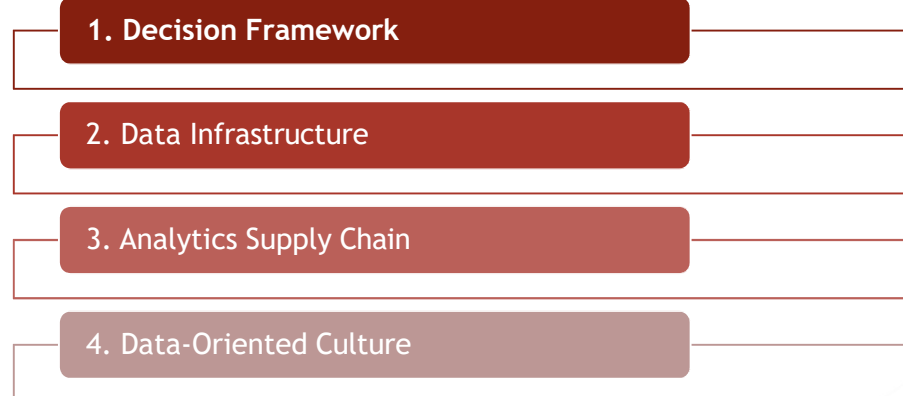 1. Decision Framework
2. Data Infrastructure
3. Analytics Supply Chain
4. Data-Oriented Culture